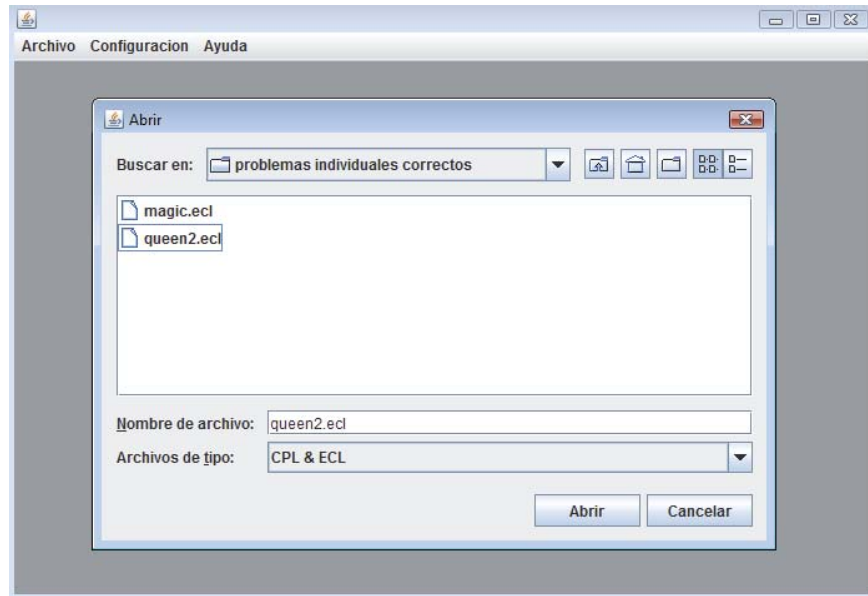 Archivo Configuracion Ayuda
Abrir
Buscar en: problemas individuales correctos
magic.ecl
queen2.ecl
Nombre de archivo: queen2.ecl
Archivos de tipo: CPL & ECL
Abrir Cancelar